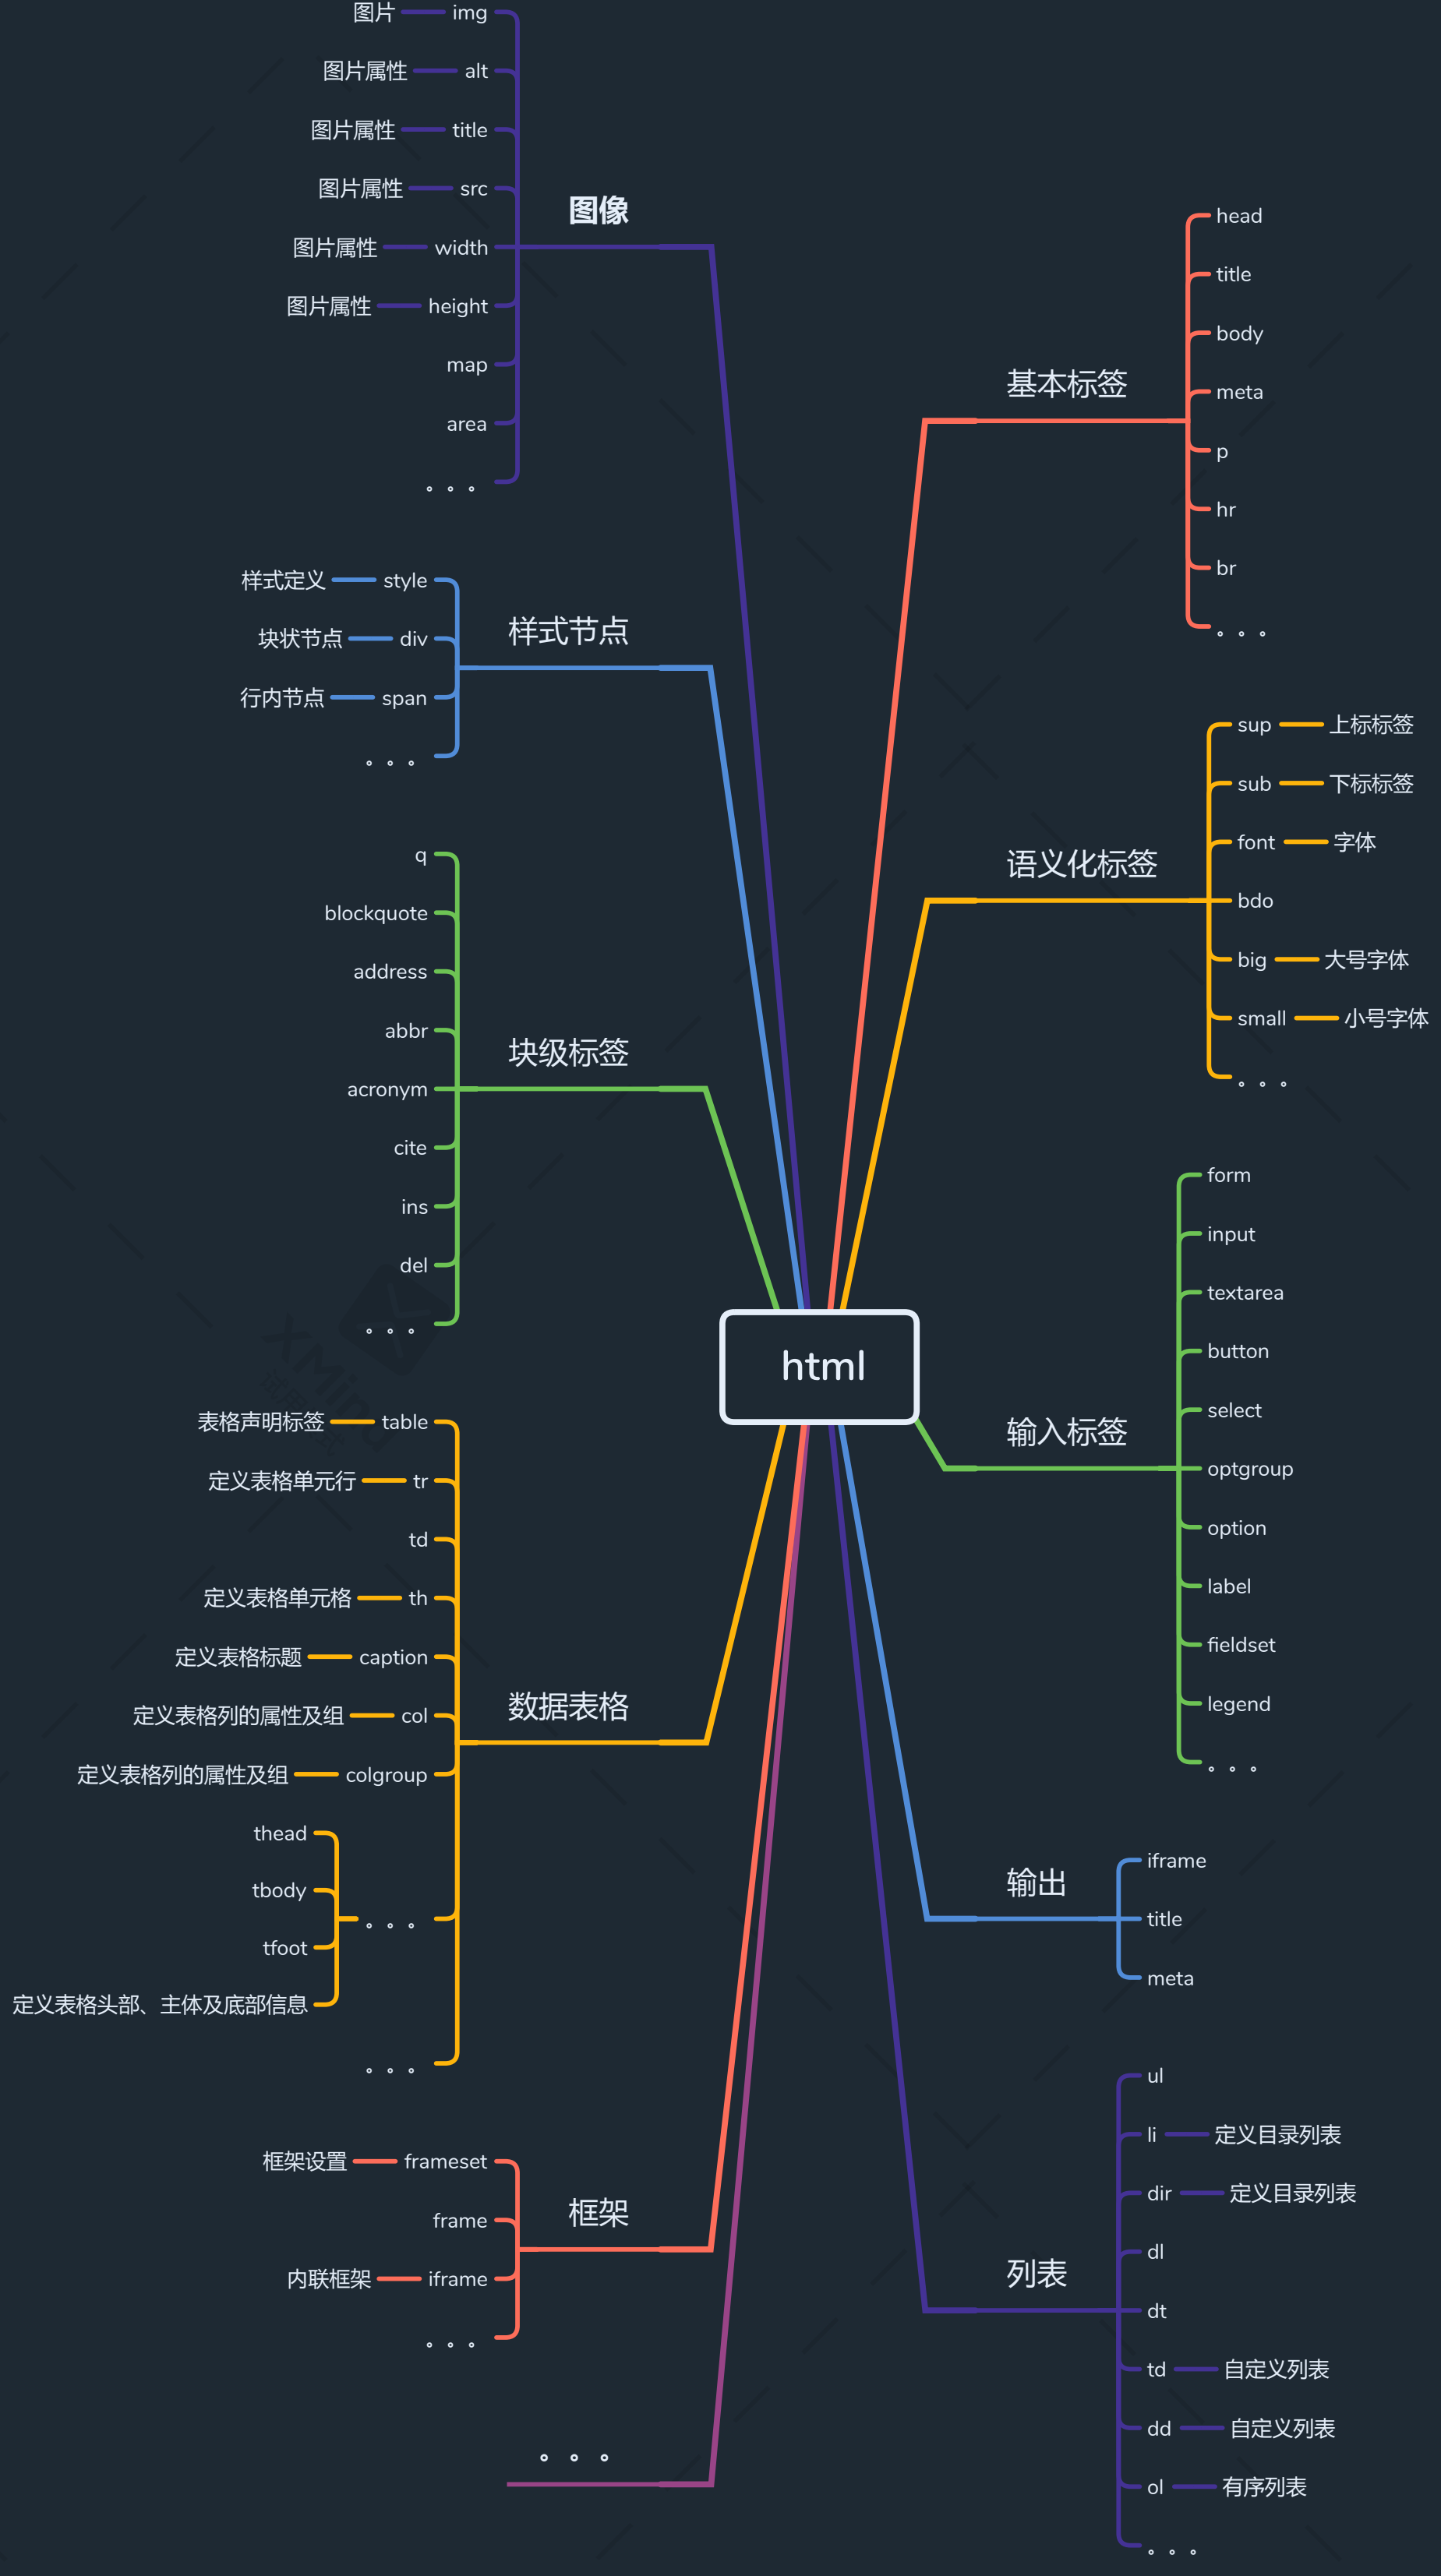 html
基本标签
head
title
body
meta
p
hr
br
。。。
语义化标签
sup 上标标签
sub 下标标签
font 字体
bdo
big 大号字体
small 小号字体
。。。
输入标签
form
input
textarea
button
select
optgroup
option
label
fieldset
legend
。。。
输出
iframe
title
meta
列表
ul
li 定义目录列表
dir 定义目录列表
dl
dt
td 自定义列表
dd 自定义列表
ol 有序列表
。。。
图像
图片 img
图片属性 alt
图片属性 title
图片属性 src
图片属性 width
图片属性 height
map
area
。。。
样式节点
样式定义 style
块状节点 div
行内节点 span
。。。
块级标签
q
blockquote
address
abbr
acronym
cite
ins
del
。。。
数据表格
表格声明标签 table
定义表格单元行 tr
td
定义表格单元格 th
定义表格标题 caption
定义表格列的属性及组 col
定义表格列的属性及组 colgroup
。。。
thead
tbody
tfoot
定义表格头部、主体及底部信息
。。。
框架
框架设置 frameset
frame
内联框架 iframe
。。。
。。。
XMind